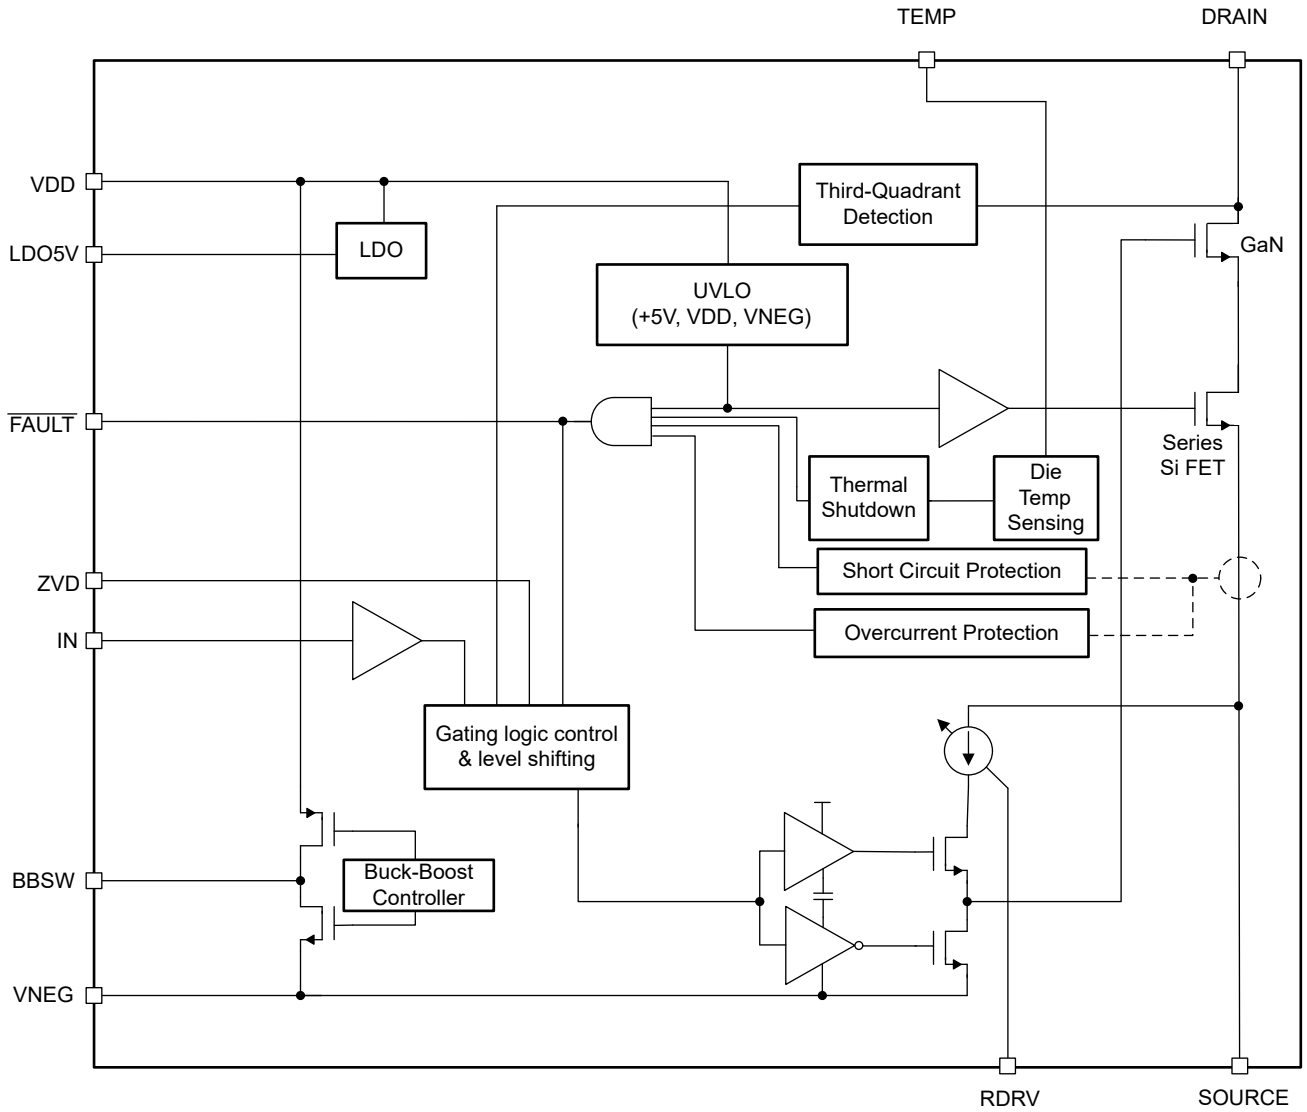 TEMP
DRAIN
VDD
Third-Quadrant
Detection
LDO5V
LDO
GaN
UVLO
(+5V, VDD, VNEG)
FAULT
Series
Si FET
Thermal
Shutdown
Die
Temp
Sensing
ZVD
Short Circuit Protection
IN
Overcurrent Protection
Gating logic control
& level shifting
BBSW
Buck-Boost
Controller
VNEG
RDRV
SOURCE